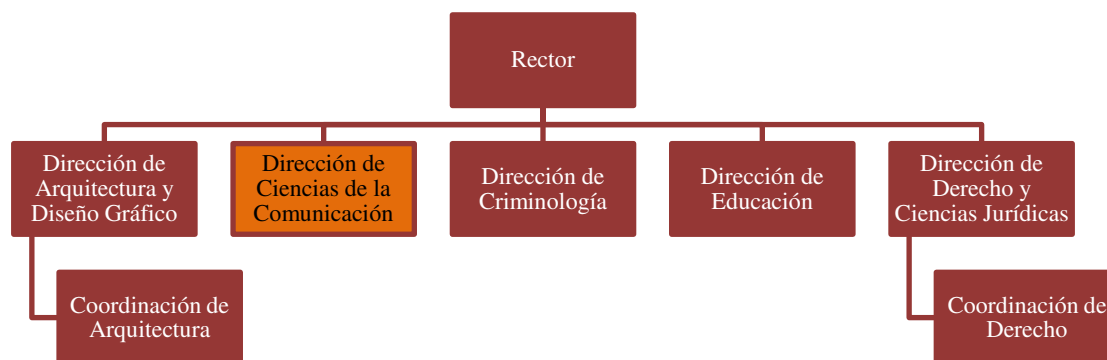 Rector
Dirección de
Arquitectura y
Diseño Gráfico
Dirección de
Ciencias de la
Comunicación
Dirección de
Criminología
Dirección de
Educación
Dirección de
Derecho y
Ciencias Jurídicas
Coordinación de
Arquitectura
Coordinación de
Derecho